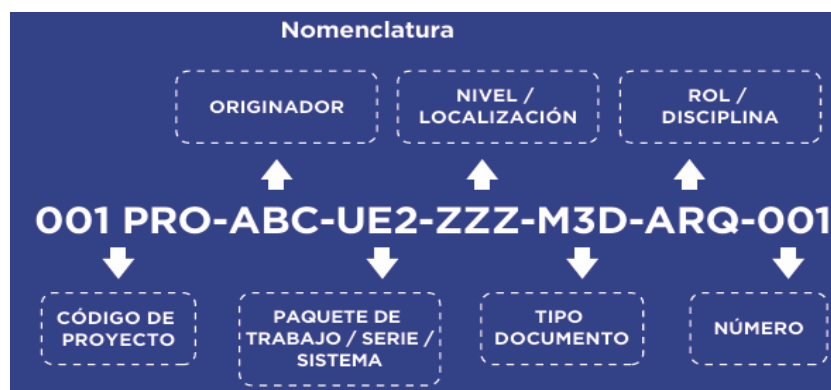 Nomenclatura
ORIGINADOR
NIVEL /
LOCALIZACIÓN
ROL /
DISCIPLINA
001 PRO-ABC-UE2-ZZZ-M3D-ARQ-001
CÓDIGO DE
PROYECTO
PAQUETE DE
TRABAJO / SERIE /
SISTEMA
TIPO
DOCUMENTO
NÚMERO